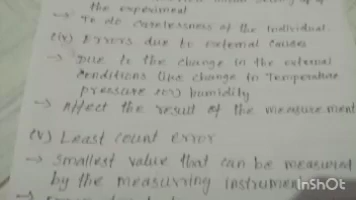 the experiment
→ To do carelessness of the individual.
(iv) Errors due to external causes
→ Due to the change in the external
conditions like change in temperature
pressure (or) humidity
→ Affect the result of the measurement
(v) Least count error
→ Smallest value that can be measured
by the measurring instrument
InShOt